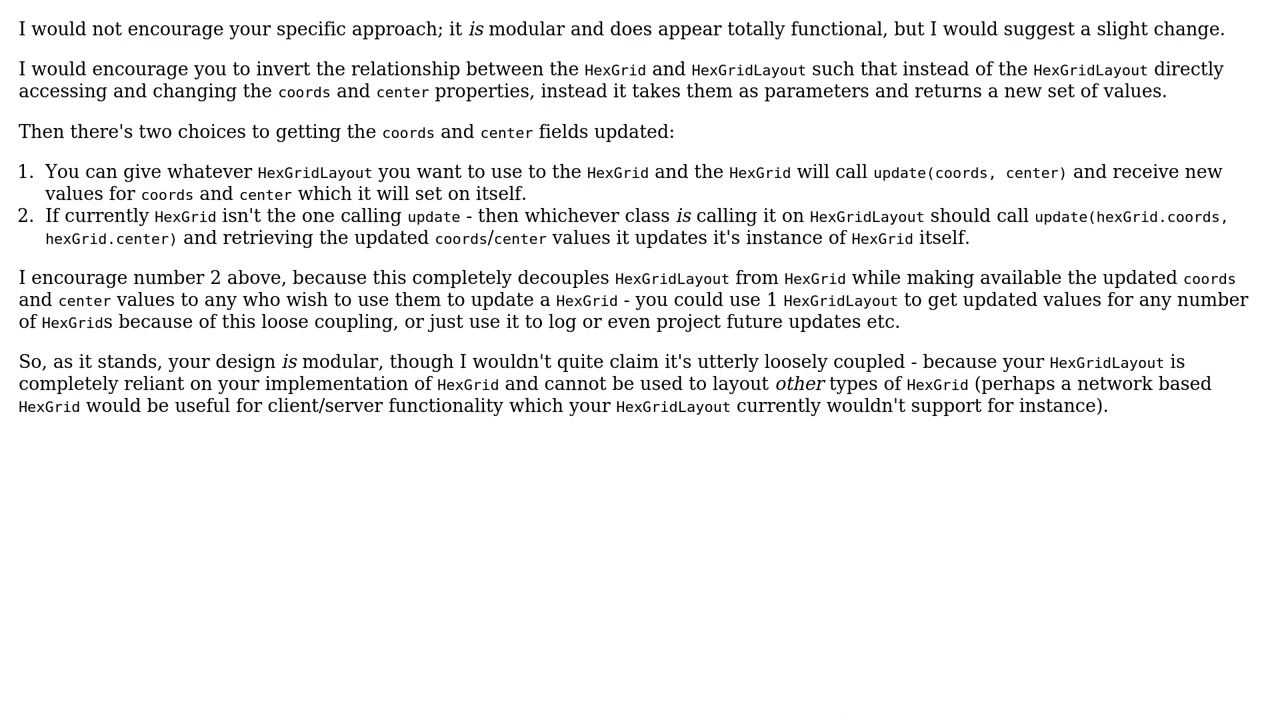 I would not encourage your specific approach; it is modular and does appear totally functional, but I would suggest a slight change.
I would encourage you to invert the relationship between the HexGrid and HexGridLayout such that instead of the HexGridLayout directly
accessing and changing the coords and center properties, instead it takes them as parameters and returns a new set of values.
Then there's two choices to getting the coords and center fields updated:
1. You can give whatever HexGridLayout you want to use to the HexGrid and the HexGrid will call update(coords, center) and receive new
values for coords and center which it will set on itself.
2. If currently HexGrid isn't the one calling update - then whichever class is calling it on HexGridLayout should call update(hexGrid.coords,
hexGrid.center) and retrieving the updated coords/center values it updates it's instance of HexGrid itself.
I encourage number 2 above, because this completely decouples HexGridLayout from HexGrid while making available the updated coords
and center values to any who wish to use them to update a HexGrid - you could use 1 HexGridLayout to get updated values for any number
of HexGrids because of this loose coupling, or just use it to log or even project future updates etc.
So, as it stands, your design is modular, though I wouldn't quite claim it's utterly loosely coupled - because your HexGridLayout is
completely reliant on your implementation of HexGrid and cannot be used to layout other types of HexGrid (perhaps a network based
HexGrid would be useful for client/server functionality which your HexGridLayout currently wouldn't support for instance).